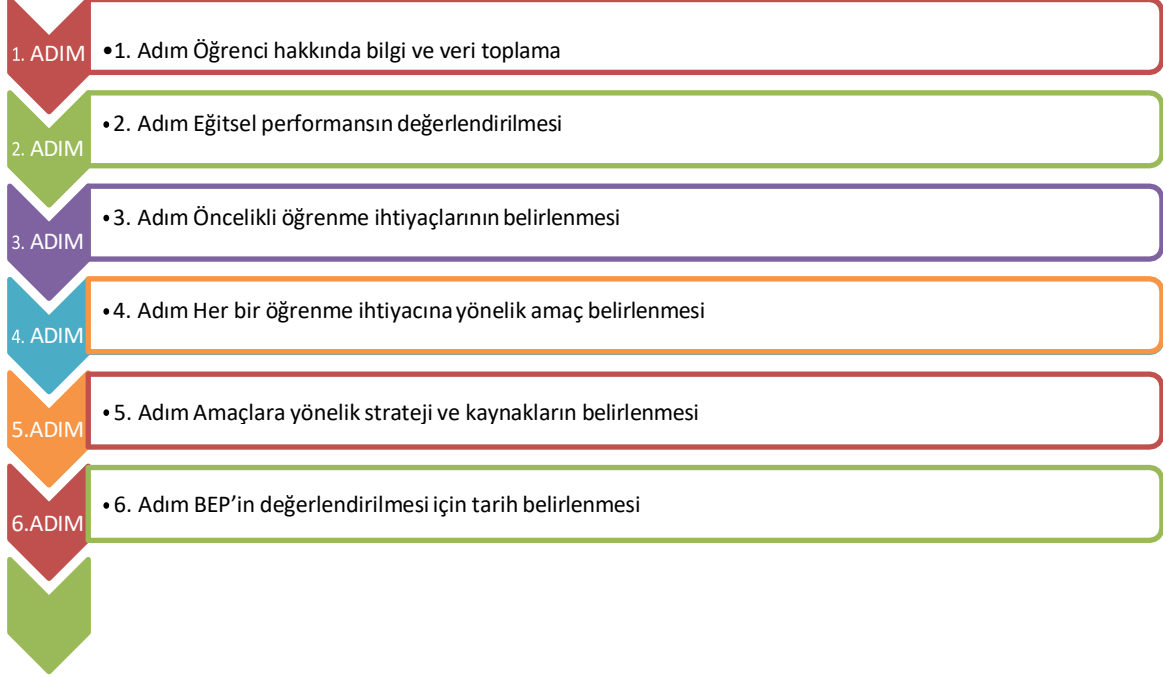 1. ADIM
•1. Adım Öğrenci hakkında bilgi ve veri toplama
2. ADIM
•2. Adım Eğitsel performansın değerlendirilmesi
3. ADIM
•3. Adım Öncelikli öğrenme ihtiyaçlarının belirlenmesi
4. ADIM
•4. Adım Her bir öğrenme ihtiyacına yönelik amaç belirlenmesi
5.ADIM
•5. Adım Amaçlara yönelik strateji ve kaynakların belirlenmesi
6.ADIM
•6. Adım BEP’in değerlendirilmesi için tarih belirlenmesi